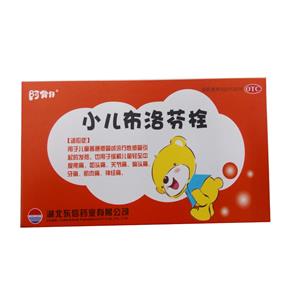 OTC
小儿布洛芬栓
【适应症】
用于儿童普通感冒或流行性感冒引
起的发热。也用于缓解儿童轻至中
度疼痛，如头痛、关节痛、偏头痛、
牙痛、肌肉痛、神经痛。
湖北东信药业有限公司